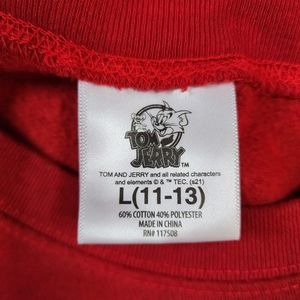 TOM AND
JERRY™
TOM AND JERRY and all related characters
and elements © & ™ TEC. (s21)
L(11-13)
60% COTTON 40% POLYESTER
MADE IN CHINA
RN# 117508